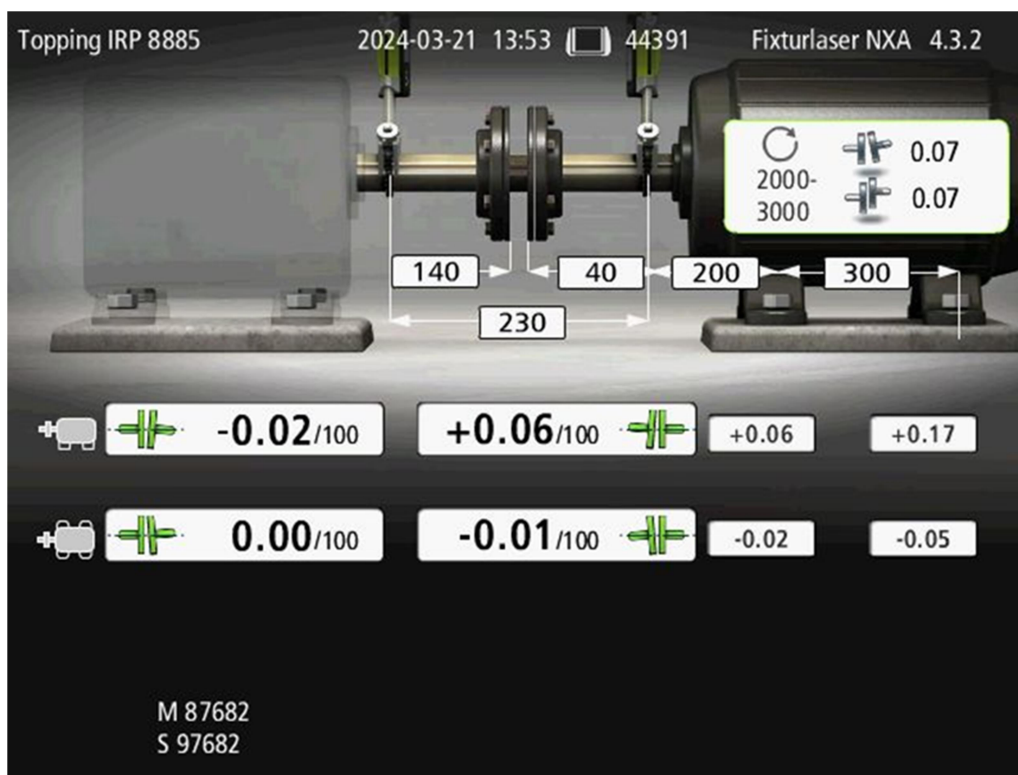 Topping IRP 8885 2024-03-21 13:53 44391 Fixturlaser NXA 4.3.2
0.07
2000-
3000
0.07
140 40 200 300
230
-0.02/100 +0.06/100 +0.06 +0.17
0.00/100 -0.01/100 -0.02 -0.05
M 87682
S 97682